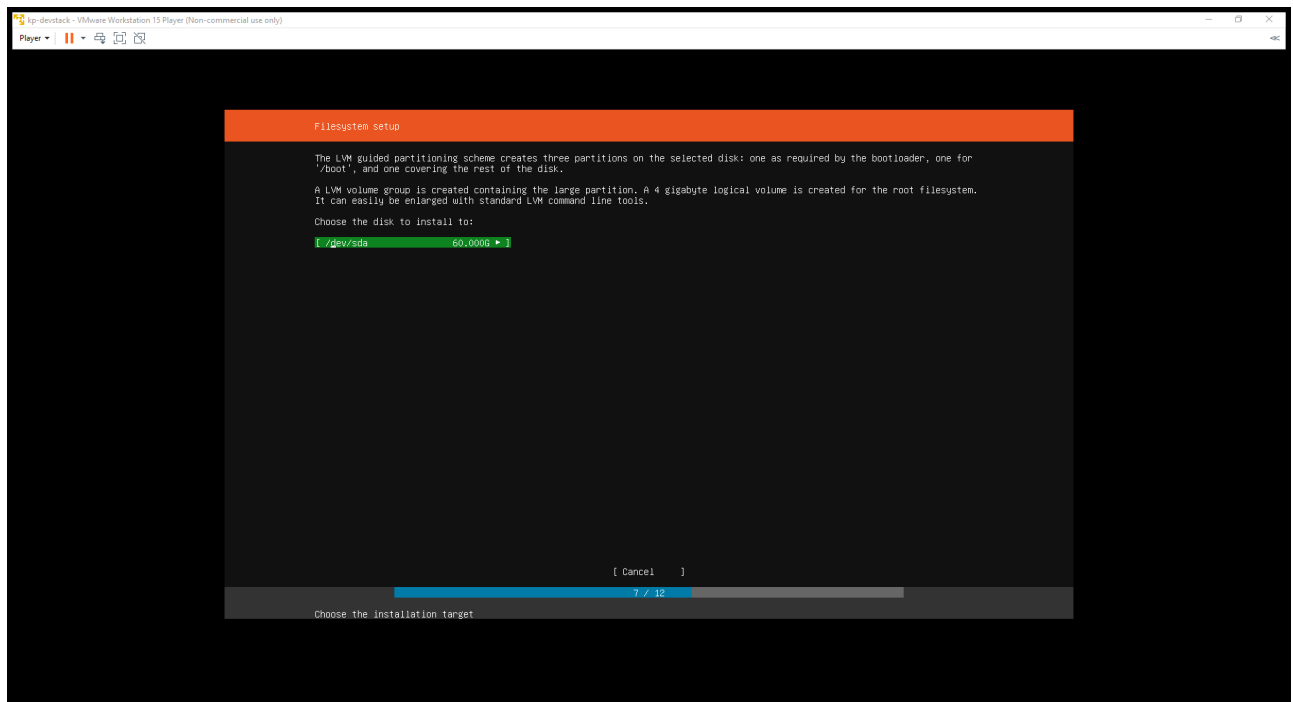 kp-devstack - VMware Workstation 15 Player (Non-commercial use only)
Player
Filesystem setup
The LVM guided partitioning scheme creates three partitions on the selected disk: one as required by the bootloader, one for
'/boot', and one covering the rest of the disk.
A LVM volume group is created containing the large partition. A 4 gigabyte logical volume is created for the root filesystem.
It can easily be enlarged with standard LVM command line tools.
Choose the disk to install to:
[ /dev/sda 60.000G ► ]
[ Cancel ]
7 / 12
Choose the installation target